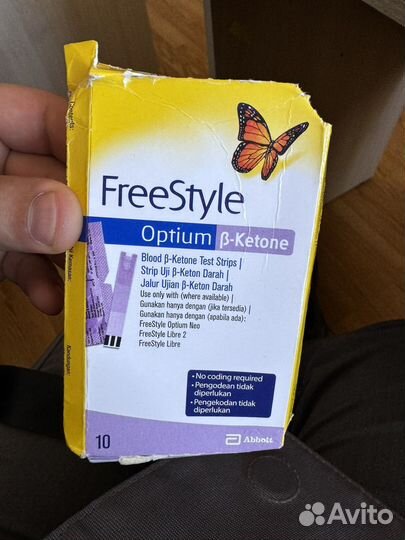 FreeStyle
Optium β-Ketone
Blood β-Ketone Test Strips |
Strip Uji β-Keton Darah |
Jalur Ujian β-Keton Darah
Use only with (where available) |
Gunakan hanya dengan (jika tersedia) |
Gunakan hanya dengan (apabila ada):
FreeStyle Optium Neo
FreeStyle Libre 2
FreeStyle Libre
• No coding required
• Pengodean tidak
diperlukan
• Pengekodan tidak
diperlukan
10
Abbott
Kandungan:
Avito